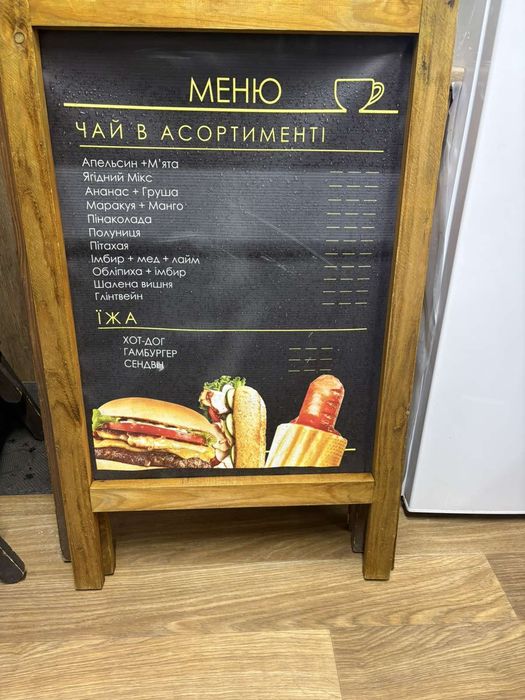 МЕНЮ
ЧАЙ В АСОРТИМЕНТІ
Апельсин +М'ята
Ягідний Мікс
Ананас + Груша
Маракуя + Манго
Пінаколада
Полуниця
Пітахая
Імбир + мед + лайм
Обліпиха + імбир
Шалена вишня
Глінтвейн
ЇЖА
ХОТ-ДОГ
ГАМБУРГЕР
СЕНДВІЧ